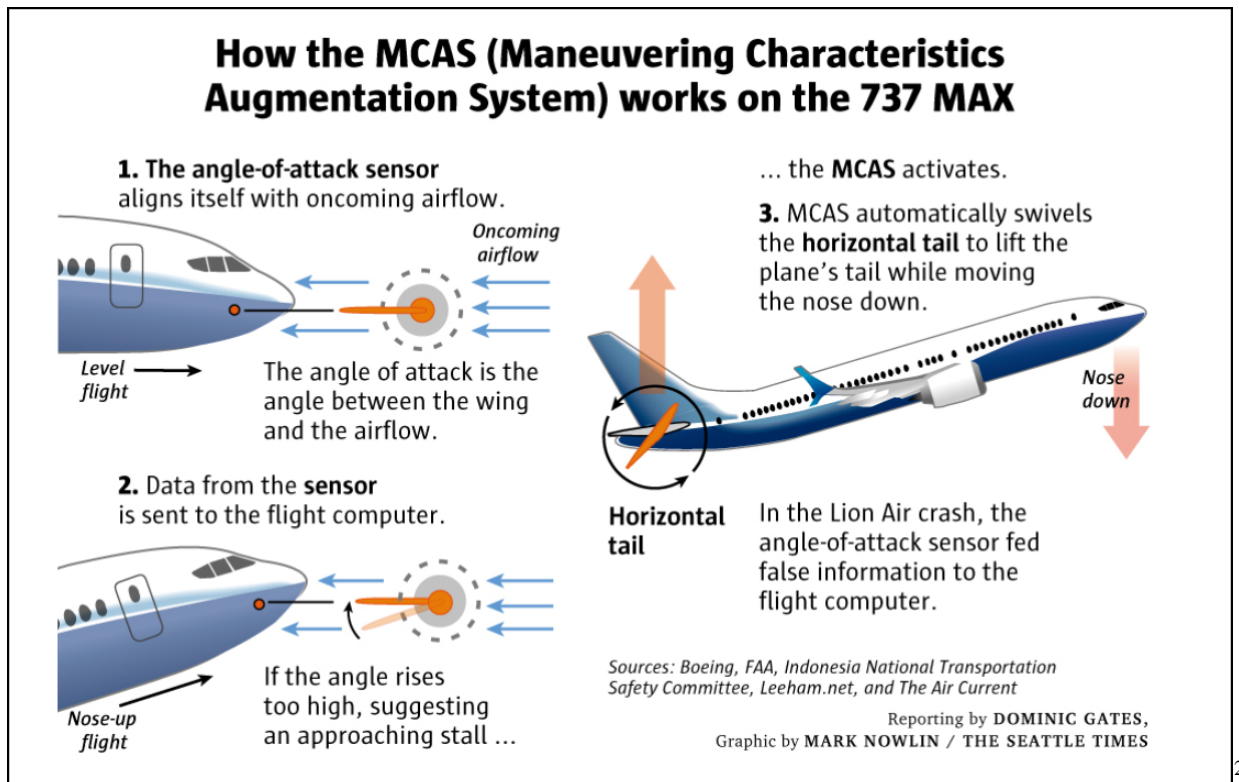 How the MCAS (Maneuvering Characteristics
Augmentation System) works on the 737 MAX
1. The angle-of-attack sensor
aligns itself with oncoming airflow.
Oncoming
airflow
Level
flight
The angle of attack is the
angle between the wing
and the airflow.
2. Data from the sensor
is sent to the flight computer.
Nose-up
flight
If the angle rises
too high, suggesting
an approaching stall ...
... the MCAS activates.
3. MCAS automatically swivels
the horizontal tail to lift the
plane's tail while moving
the nose down.
Nose
down
Horizontal
tail
In the Lion Air crash, the
angle-of-attack sensor fed
false information to the
flight computer.
Sources: Boeing, FAA, Indonesia National Transportation
Safety Committee, Leeham.net, and The Air Current
Reporting by DOMINIC GATES,
Graphic by MARK NOWLIN / THE SEATTLE TIMES